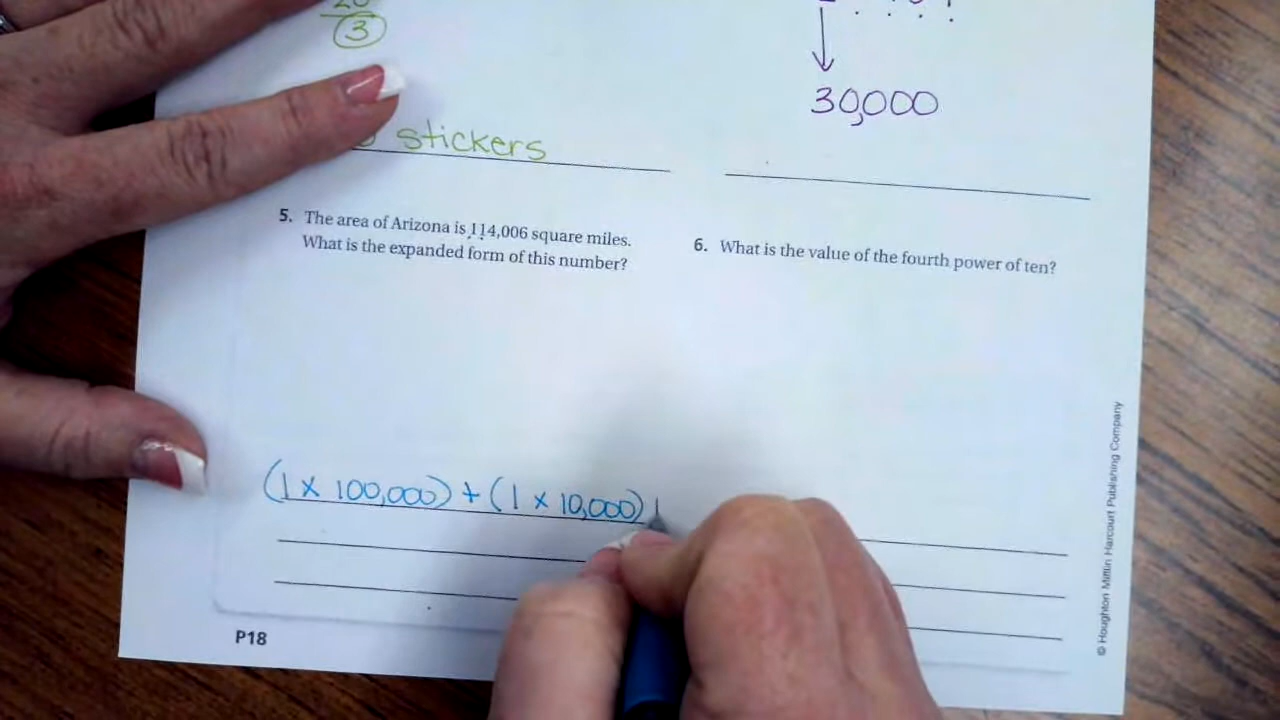 3
30,000
stickers
5. The area of Arizona is 114,006 square miles.
What is the expanded form of this number?
6. What is the value of the fourth power of ten?
(1 x 100,000) + (1 x 10,000)
P18
© Houghton Mifflin Harcourt Publishing Company